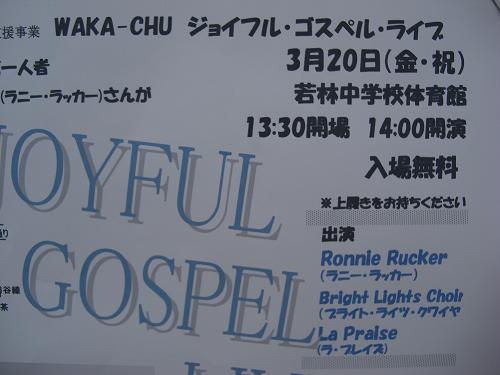 支援事業 WAKA-CHU ジョイフル・ゴスペル・ライブ
一人者
(ラニー・ラッカー)さんが
3月20日(金・祝)
若林中学校体育館
13:30開場 14:00開演
入場無料
※上履きをお持ちください
JOYFUL
GOSPEL
出演
Ronnie Rucker
(ラニー・ラッカー)
Bright Lights Choir
(ブライト・ライツ・クワイヤ
La Praise
(ラ・プレイズ)
谷線
茶